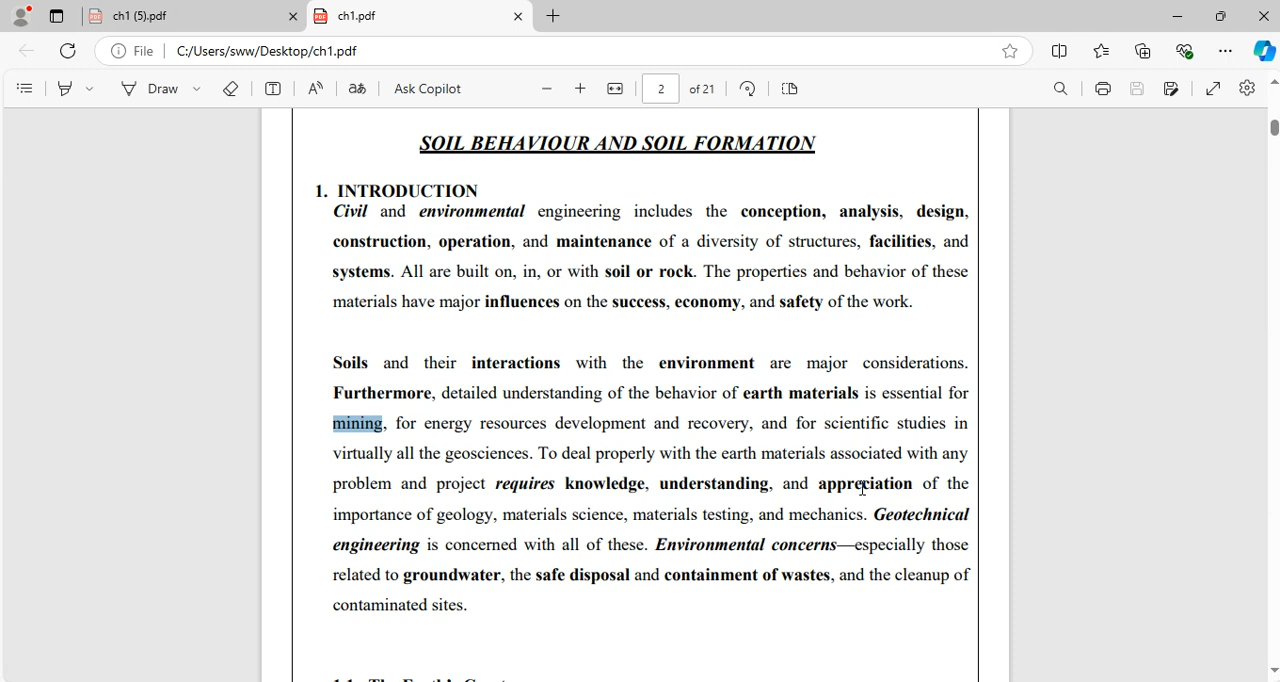 ch1 (5).pdf
ch1.pdf
File
C:/Users/sww/Desktop/ch1.pdf
Draw
Ask Copilot
2
of 21
SOIL BEHAVIOUR AND SOIL FORMATION
1. INTRODUCTION
Civil and environmental engineering includes the conception, analysis, design,
construction, operation, and maintenance of a diversity of structures, facilities, and
systems. All are built on, in, or with soil or rock. The properties and behavior of these
materials have major influences on the success, economy, and safety of the work.
Soils and their interactions with the environment are major considerations.
Furthermore, detailed understanding of the behavior of earth materials is essential for
mining, for energy resources development and recovery, and for scientific studies in
virtually all the geosciences. To deal properly with the earth materials associated with any
problem and project requires knowledge, understanding, and appreciation of the
importance of geology, materials science, materials testing, and mechanics. Geotechnical
engineering is concerned with all of these. Environmental concerns—especially those
related to groundwater, the safe disposal and containment of wastes, and the cleanup of
contaminated sites.